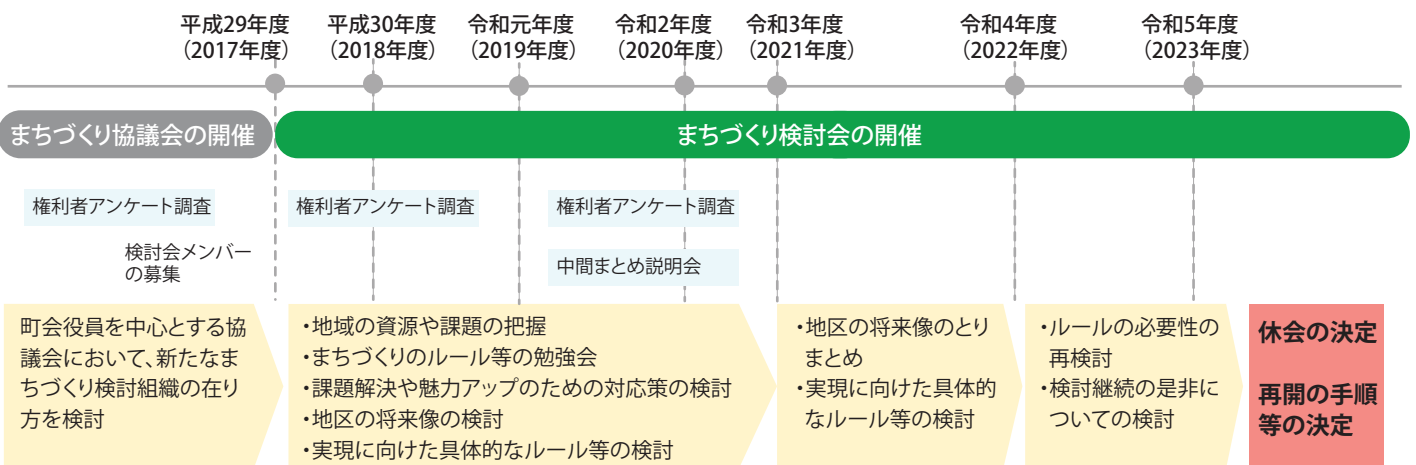 平成29年度
（2017年度）
平成30年度
（2018年度）
令和元年度
（2019年度）
令和2年度
（2020年度）
令和3年度
（2021年度）
令和4年度
（2022年度）
令和5年度
（2023年度）
まちづくり協議会の開催
まちづくり検討会の開催
権利者アンケート調査
権利者アンケート調査
権利者アンケート調査
検討会メンバー
の募集
中間まとめ説明会
町会役員を中心とする協
議会において、新たなま
ちづくり検討組織の在り
方を検討
・地域の資源や課題の把握
・まちづくりのルール等の勉強会
・課題解決や魅力アップのための対応策の検討
・地区の将来像の検討
・実現に向けた具体的なルール等の検討
・地区の将来像のとり
まとめ
・実現に向けた具体的
なルール等の検討
・ルールの必要性の
再検討
・検討継続の是非に
ついての検討
休会の決定
再開の手順
等の決定